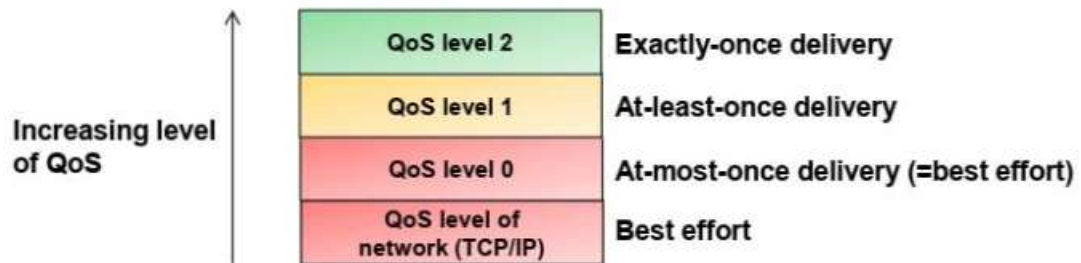 QoS level 2
Exactly-once delivery
QoS level 1
At-least-once delivery
Increasing level
of QoS
QoS level 0
At-most-once delivery (=best effort)
QoS level of
network (TCP/IP)
Best effort